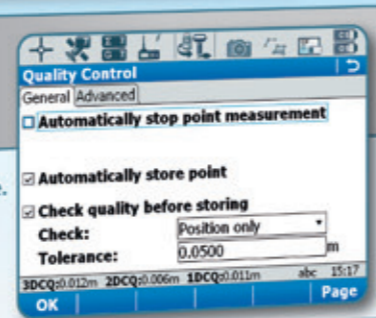 Quality Control
General Advanced
Automatically stop point measurement
e.
Automatically store point
Check quality before storing
Check: Position only
Tolerance: 0.0500 m
3DCQ:0.012m 2DCQ:0.006m 1DCQ:0.011m abc 15:17
OK Page